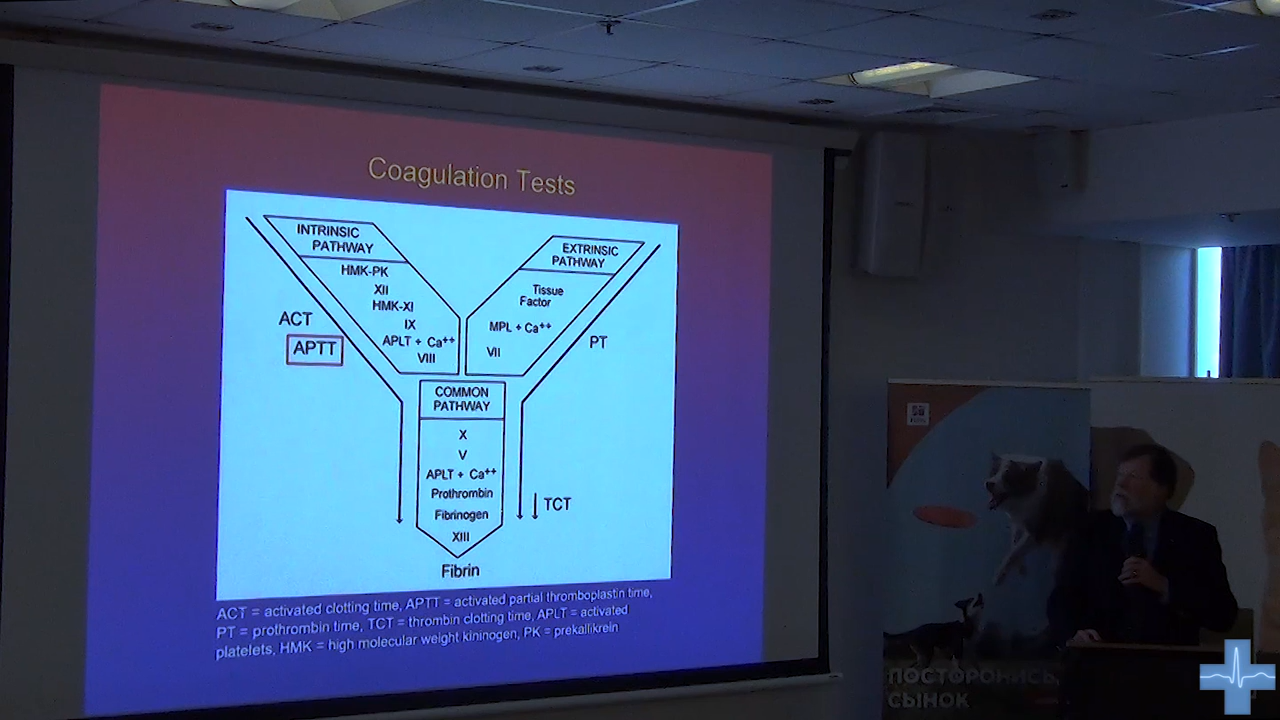 Coagulation Tests
INTRINSIC
PATHWAY
HMK-PK
XII
HMK-XI
IX
APLT + Ca++
VIII
EXTRINSIC
PATHWAY
Tissue
Factor
MPL + Ca++
VII
ACT
APTT
PT
COMMON
PATHWAY
X
V
APLT + Ca++
Prothrombin
Fibrinogen
XIII
TCT
Fibrin
ACT = activated clotting time, APTT = activated partial thromboplastin time,
PT = prothrombin time, TCT = thrombin clotting time, APLT = activated
platelets, HMK = high molecular weight kininogen, PK = prekallikrein
ПОСТОРОНИСЬ,
СЫНОК